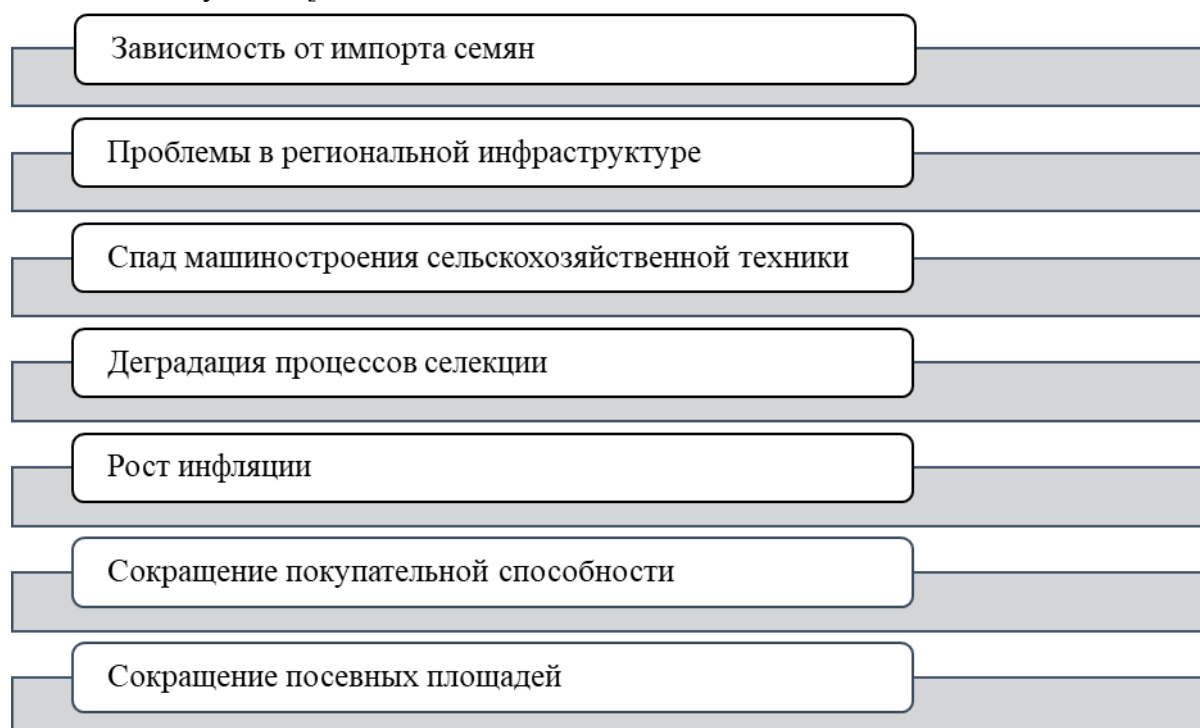 Зависимость от импорта семян
Проблемы в региональной инфраструктуре
Спад машиностроения сельскохозяйственной техники
Деградация процессов селекции
Рост инфляции
Сокращение покупательной способности
Сокращение посевных площадей